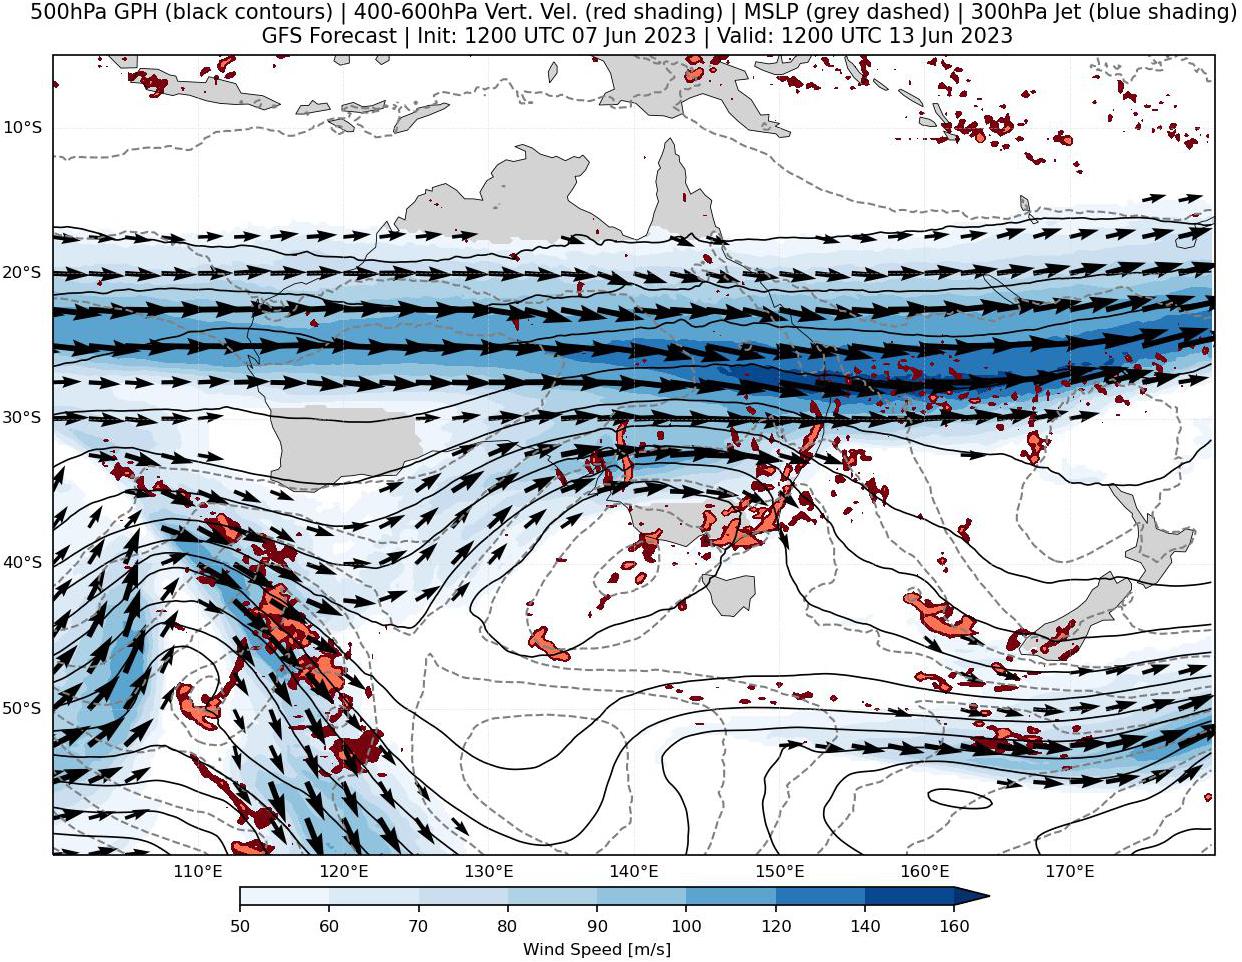 500hPa GPH (black contours) | 400-600hPa Vert. Vel. (red shading) | MSLP (grey dashed) | 300hPa Jet (blue shading)
GFS Forecast | Init: 1200 UTC 07 Jun 2023 | Valid: 1200 UTC 13 Jun 2023
10°S
20°S
30°S
40°S
50°S
110°E 120°E 130°E 140°E 150°E 160°E 170°E
50 60 70 80 90 100 120 140 160
Wind Speed [m/s]